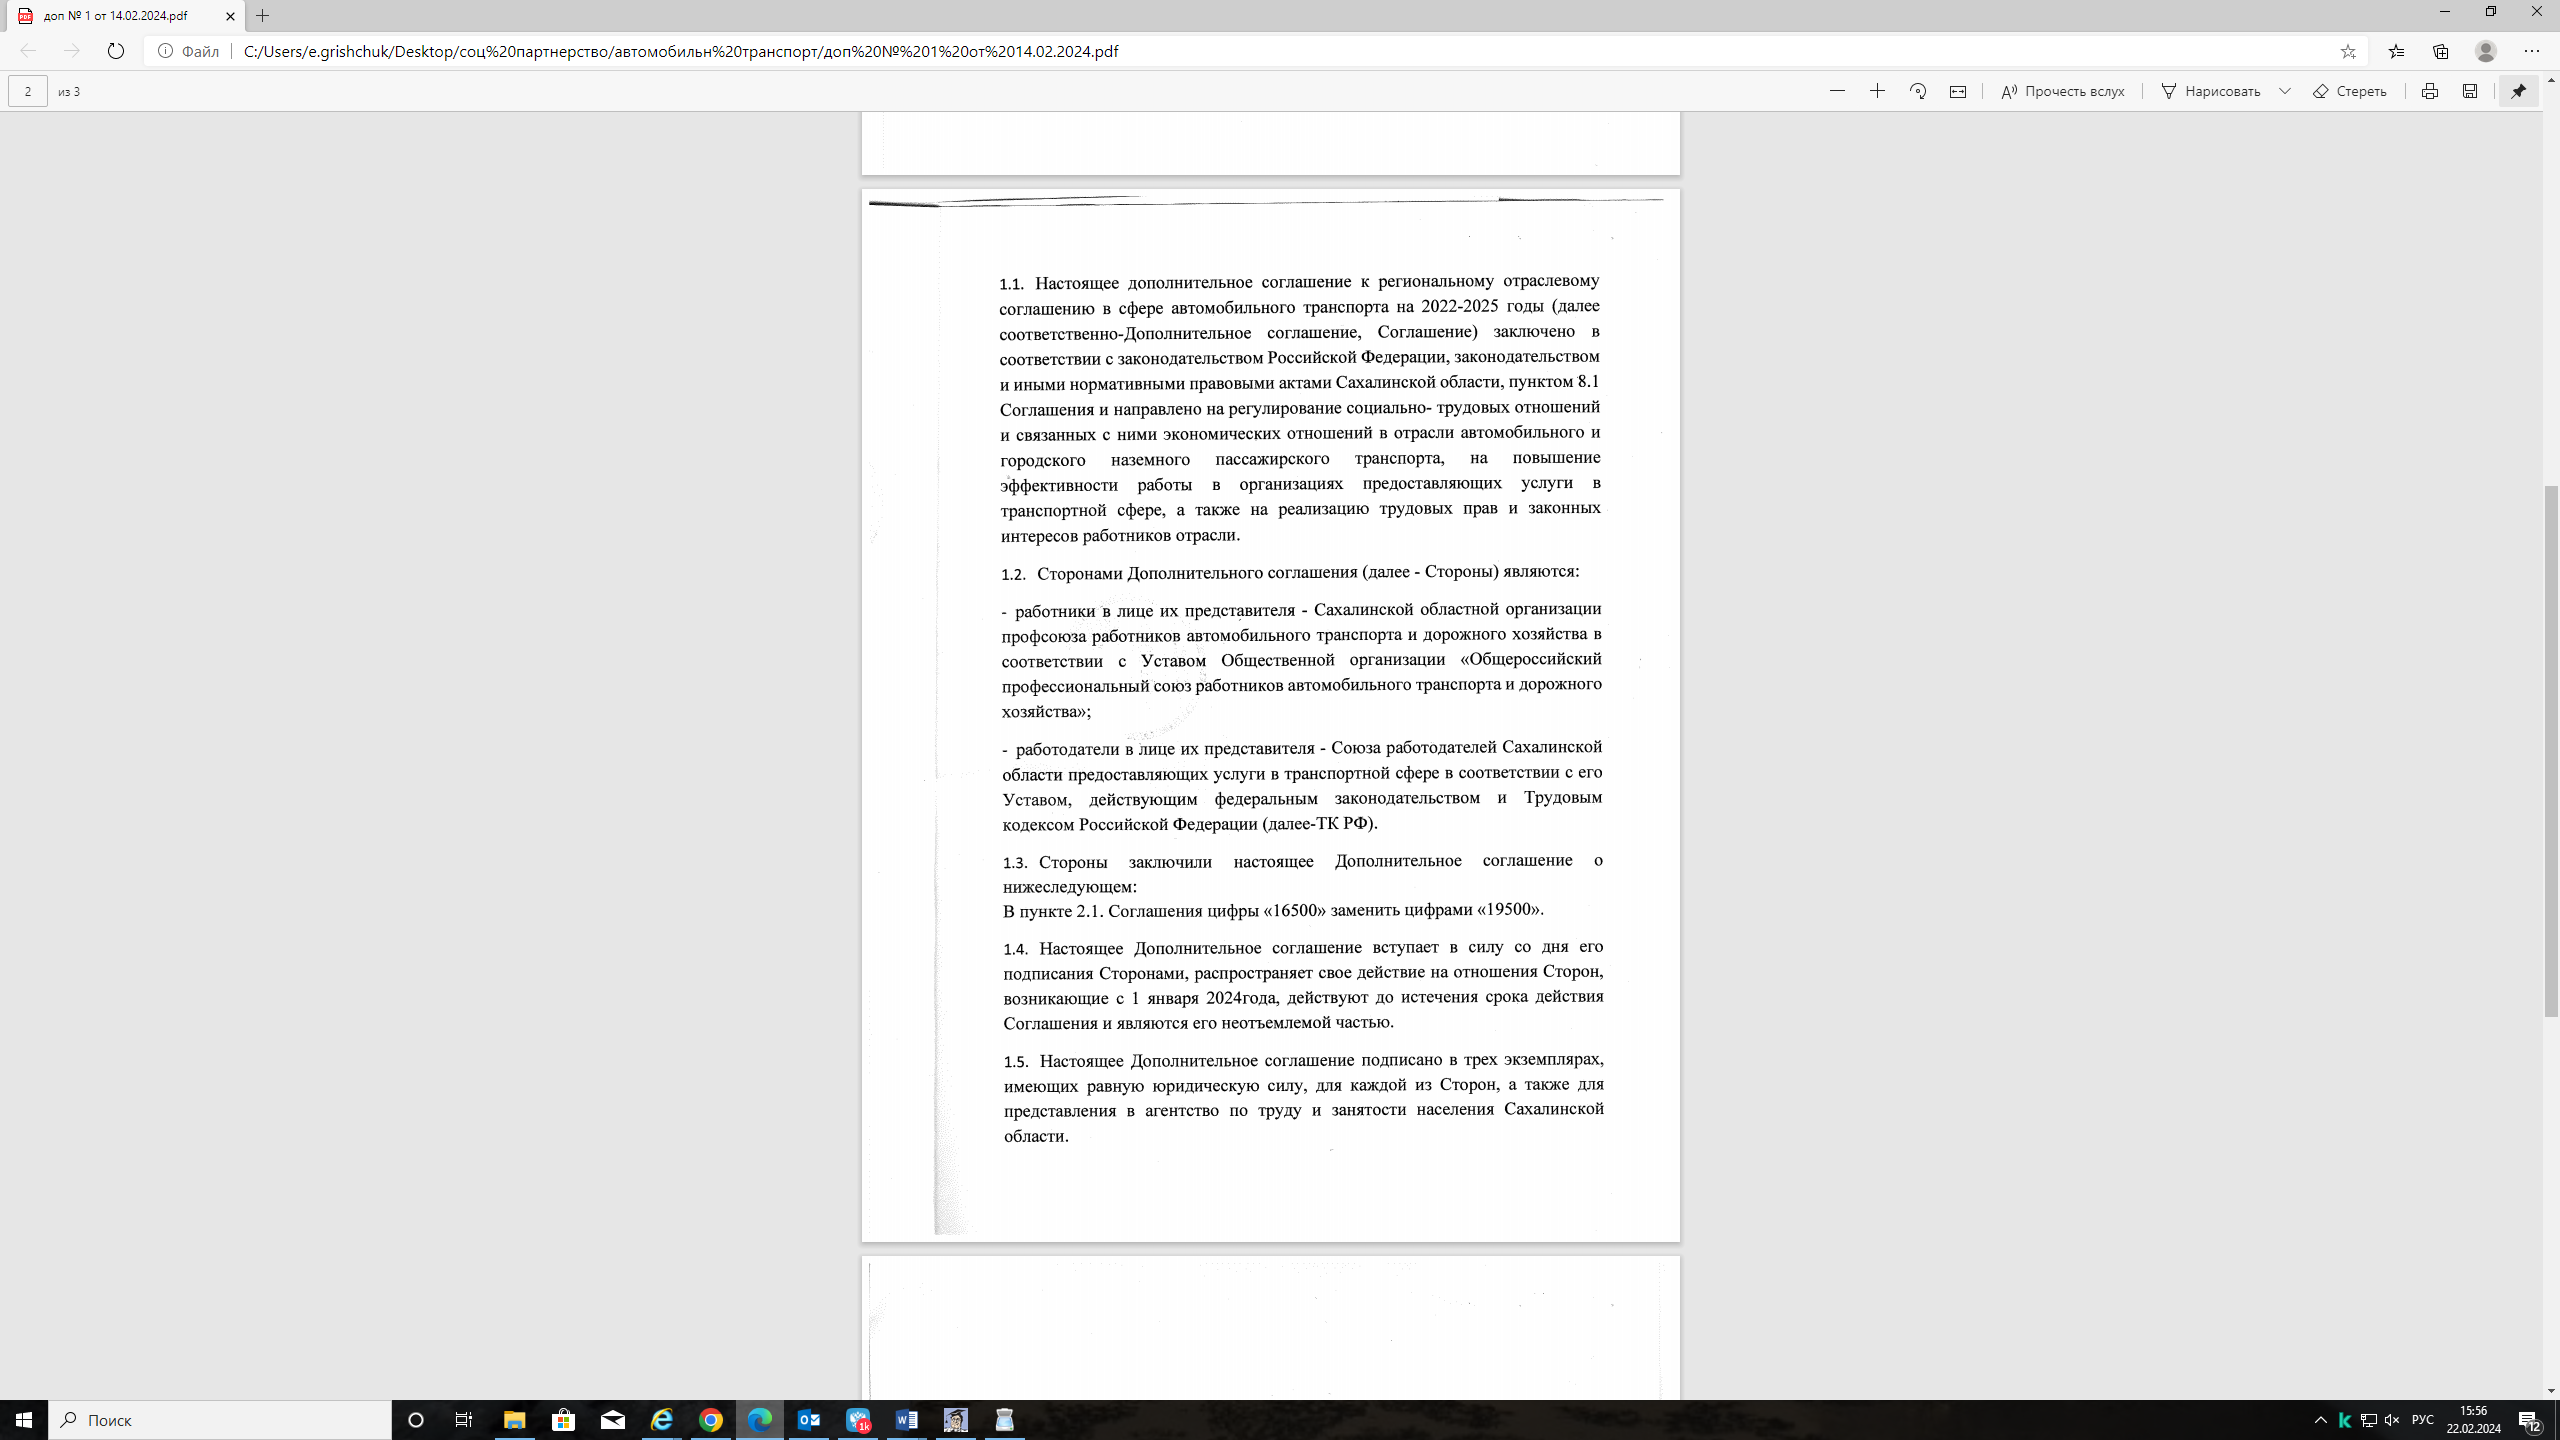 доп № 1 от 14.02.2024.pdf
Файл
C:/Users/e.grishchuk/Desktop/соц%20партнерство/автомобильн%20транспорт/доп%20№%201%20от%2014.02.2024.pdf
2 из 3
Прочесть вслух
Нарисовать
Стереть
1.1. Настоящее дополнительное соглашение к региональному отраслевому
соглашению в сфере автомобильного транспорта на 2022-2025 годы (далее
соответственно-Дополнительное соглашение, Соглашение) заключено в
соответствии с законодательством Российской Федерации, законодательством
и иными нормативными правовыми актами Сахалинской области, пунктом 8.1
Соглашения и направлено на регулирование социально- трудовых отношений
и связанных с ними экономических отношений в отрасли автомобильного и
городского наземного пассажирского транспорта, на повышение
эффективности работы в организациях предоставляющих услуги в
транспортной сфере, а также на реализацию трудовых прав и законных
интересов работников отрасли.
1.2. Сторонами Дополнительного соглашения (далее - Стороны) являются:
- работники в лице их представителя - Сахалинской областной организации
профсоюза работников автомобильного транспорта и дорожного хозяйства в
соответствии с Уставом Общественной организации «Общероссийский
профессиональный союз работников автомобильного транспорта и дорожного
хозяйства»;
- работодатели в лице их представителя - Союза работодателей Сахалинской
области предоставляющих услуги в транспортной сфере в соответствии с его
Уставом, действующим федеральным законодательством и Трудовым
кодексом Российской Федерации (далее-ТК РФ).
1.3. Стороны заключили настоящее Дополнительное соглашение о
нижеследующем:
В пункте 2.1. Соглашения цифры «16500» заменить цифрами «19500».
1.4. Настоящее Дополнительное соглашение вступает в силу со дня его
подписания Сторонами, распространяет свое действие на отношения Сторон,
возникающие с 1 января 2024года, действуют до истечения срока действия
Соглашения и являются его неотъемлемой частью.
1.5. Настоящее Дополнительное соглашение подписано в трех экземплярах,
имеющих равную юридическую силу, для каждой из Сторон, а также для
представления в агентство по труду и занятости населения Сахалинской
области.
Поиск
1k
РУС
15:56
22.02.2024
12